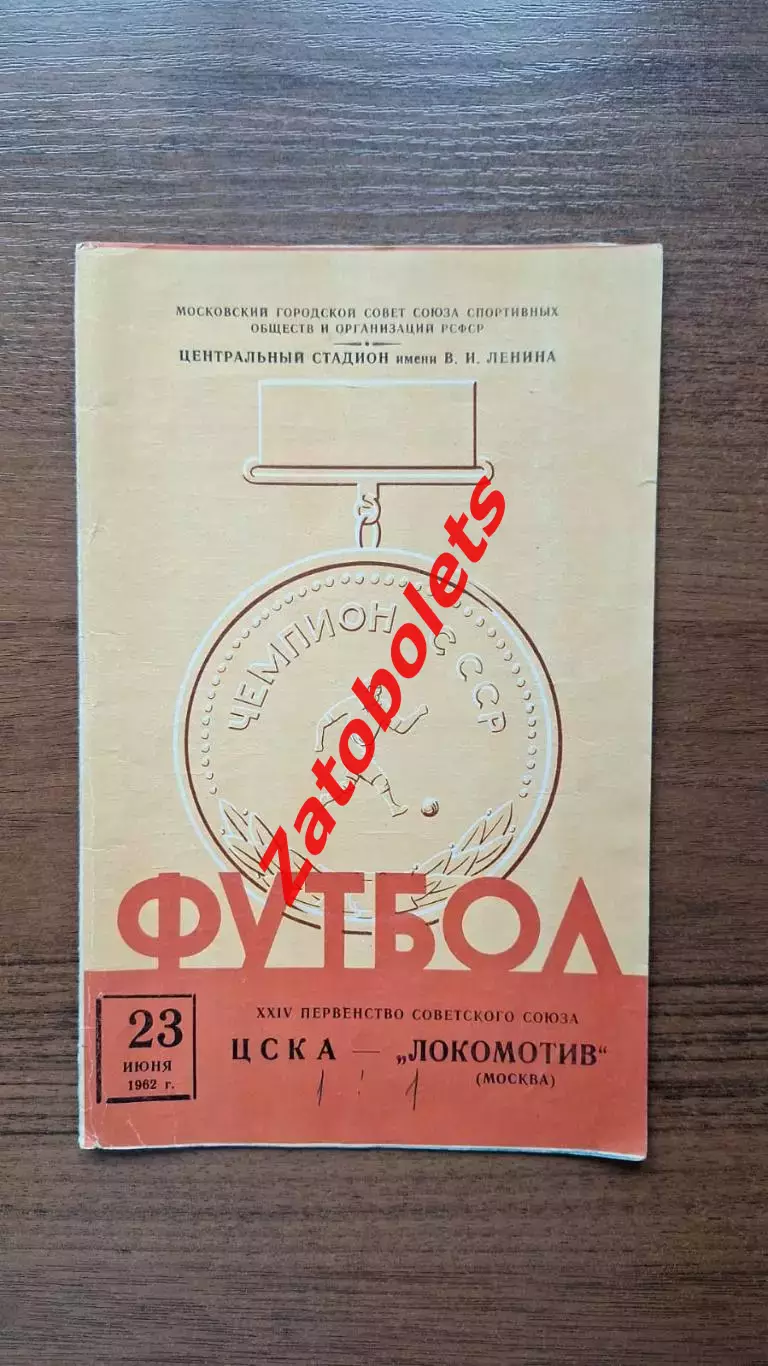 МОСКОВСКИЙ ГОРОДСКОЙ СОВЕТ СОЮЗА СПОРТИВНЫХ
ОБЩЕСТВ И ОРГАНИЗАЦИЙ РСФСР
ЦЕНТРАЛЬНЫЙ СТАДИОН имени В. И. ЛЕНИНА
ЧЕМПИОН СССР
Zatobolets
ФУТБОЛ
23
ИЮНЯ
1962 г.
XXIV ПЕРВЕНСТВО СОВЕТСКОГО СОЮЗА
ЦСКА — „ЛОКОМОТИВ"
(МОСКВА)
1 : 1